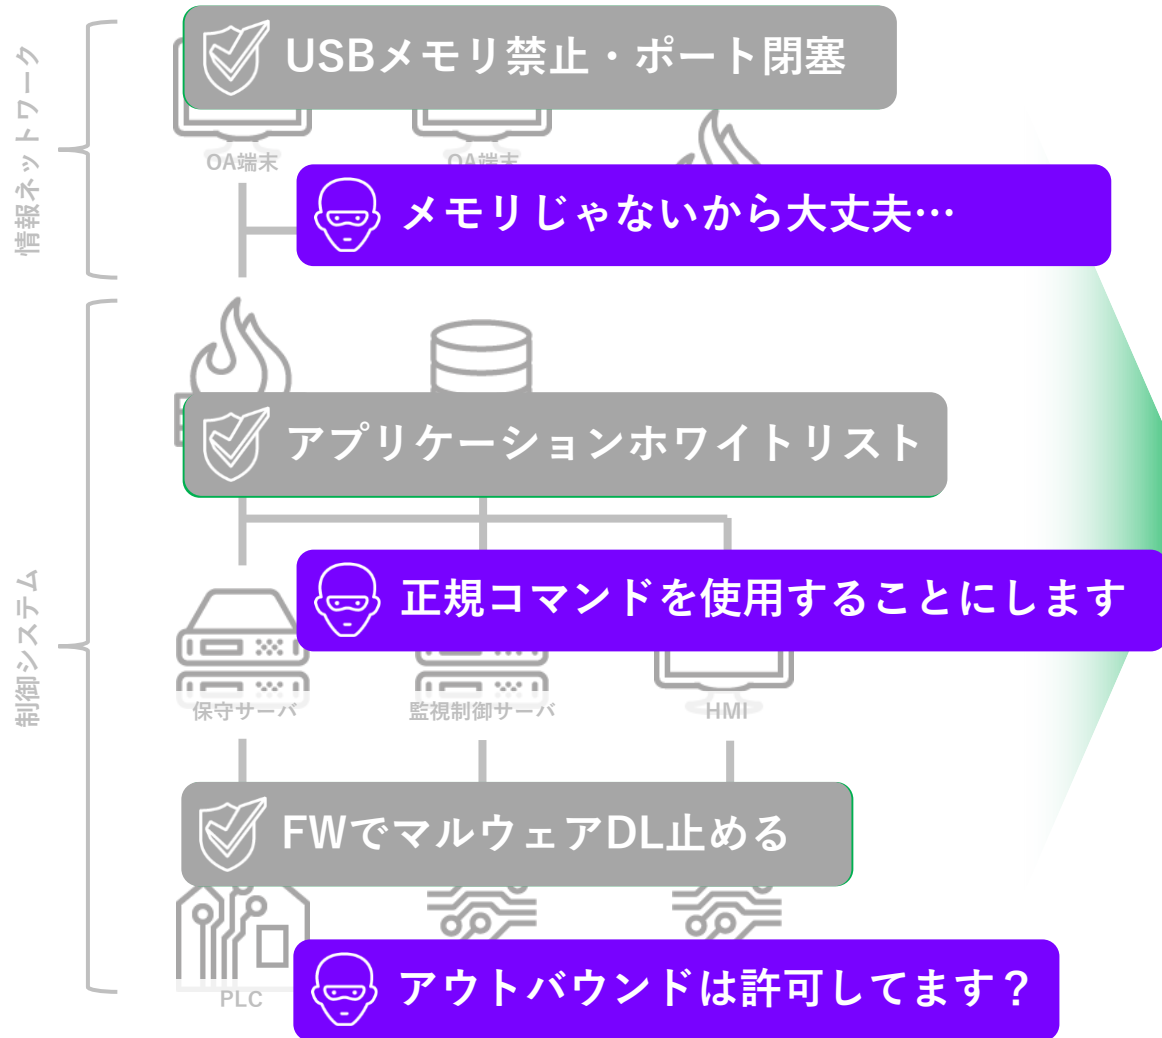 情報ネットワーク
USBメモリ禁止・ポート閉塞
OA端末
OA端末
メモリじゃないから大丈夫…
制御システム
アプリケーションホワイトリスト
正規コマンドを使用することにします
保守サーバ
監視制御サーバ
HMI
FWでマルウェアDL止める
PLC
アウトバウンドは許可してます？